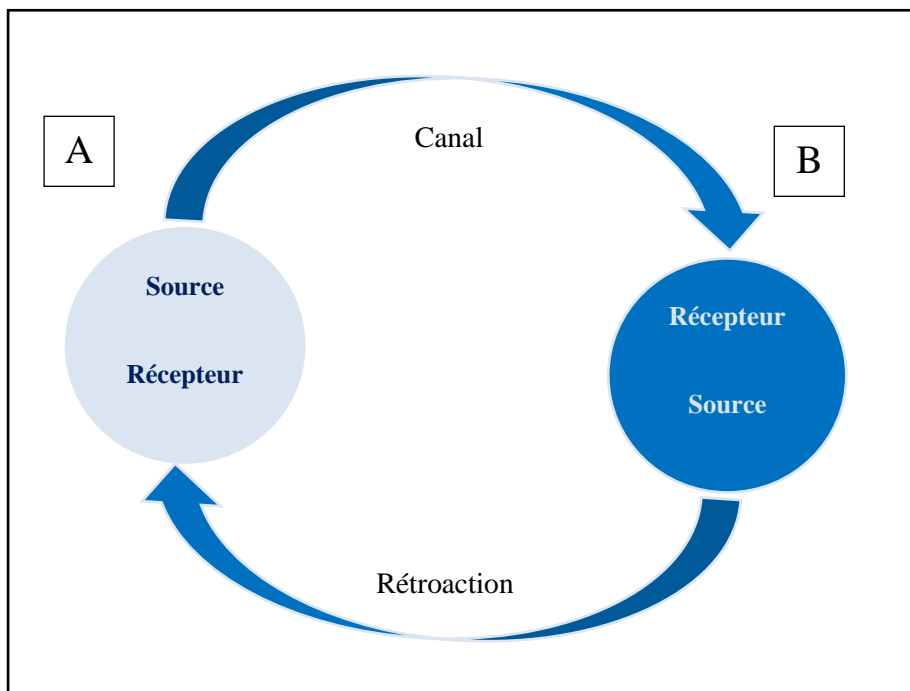 A
Canal
B
Source
Récepteur
Récepteur
Source
Rétroaction